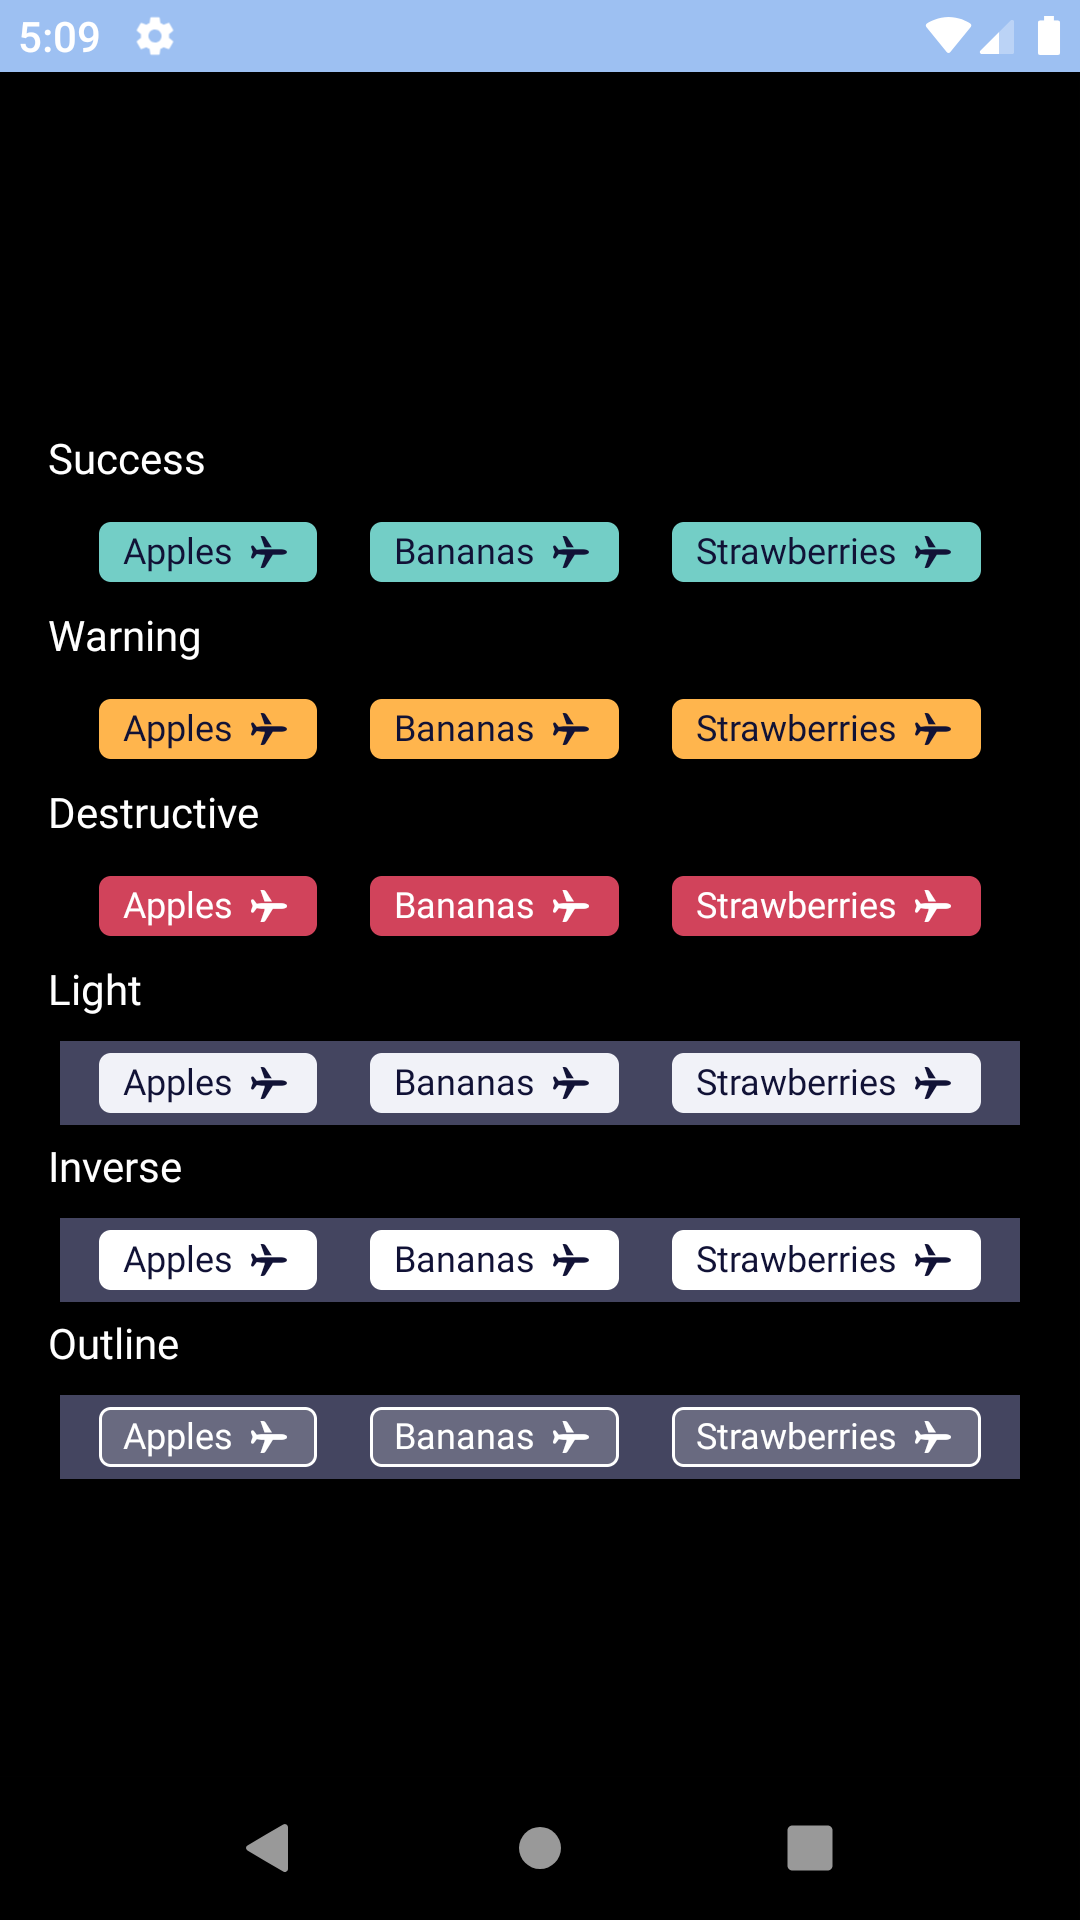 5:09
Success
Apples Bananas Strawberries
Warning
Apples Bananas Strawberries
Destructive
Apples Bananas Strawberries
Light
Apples Bananas Strawberries
Inverse
Apples Bananas Strawberries
Outline
Apples Bananas Strawberries